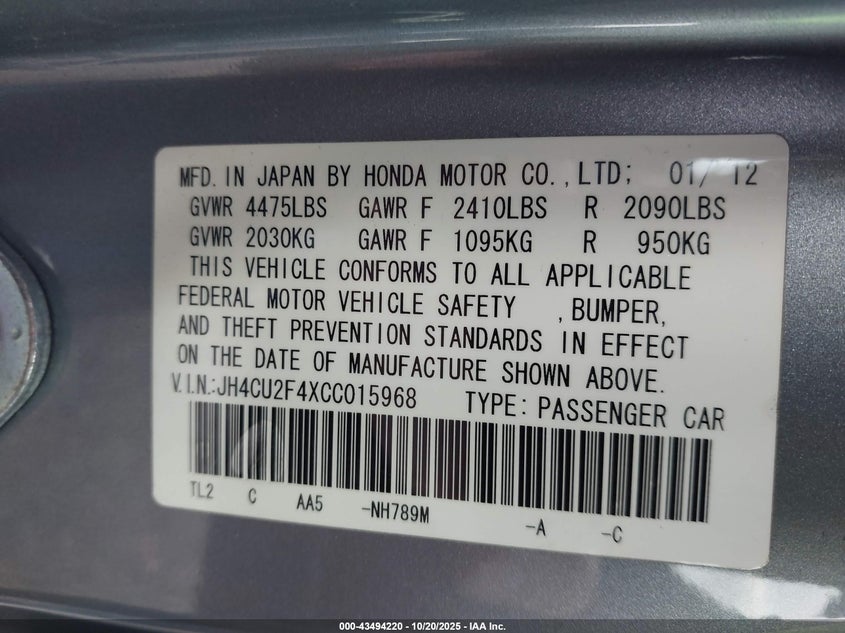 MFD. IN JAPAN BY HONDA MOTOR CO.,LTD; 01/ 12
GVWR 4475LBS GAWR F 2410LBS R 2090LBS
GVWR 2030KG GAWR F 1095KG R 950KG
THIS VEHICLE CONFORMS TO ALL APPLICABLE
FEDERAL MOTOR VEHICLE SAFETY , BUMPER,
AND THEFT PREVENTION STANDARDS IN EFFECT
ON THE DATE OF MANUFACTURE SHOWN ABOVE.
V.I.N.:JH4CU2F4XCC015968 TYPE: PASSENGER CAR
TL2 C AA5 -NH789M -A -C
000-43494220 - 10/20/2025 - IAA Inc.